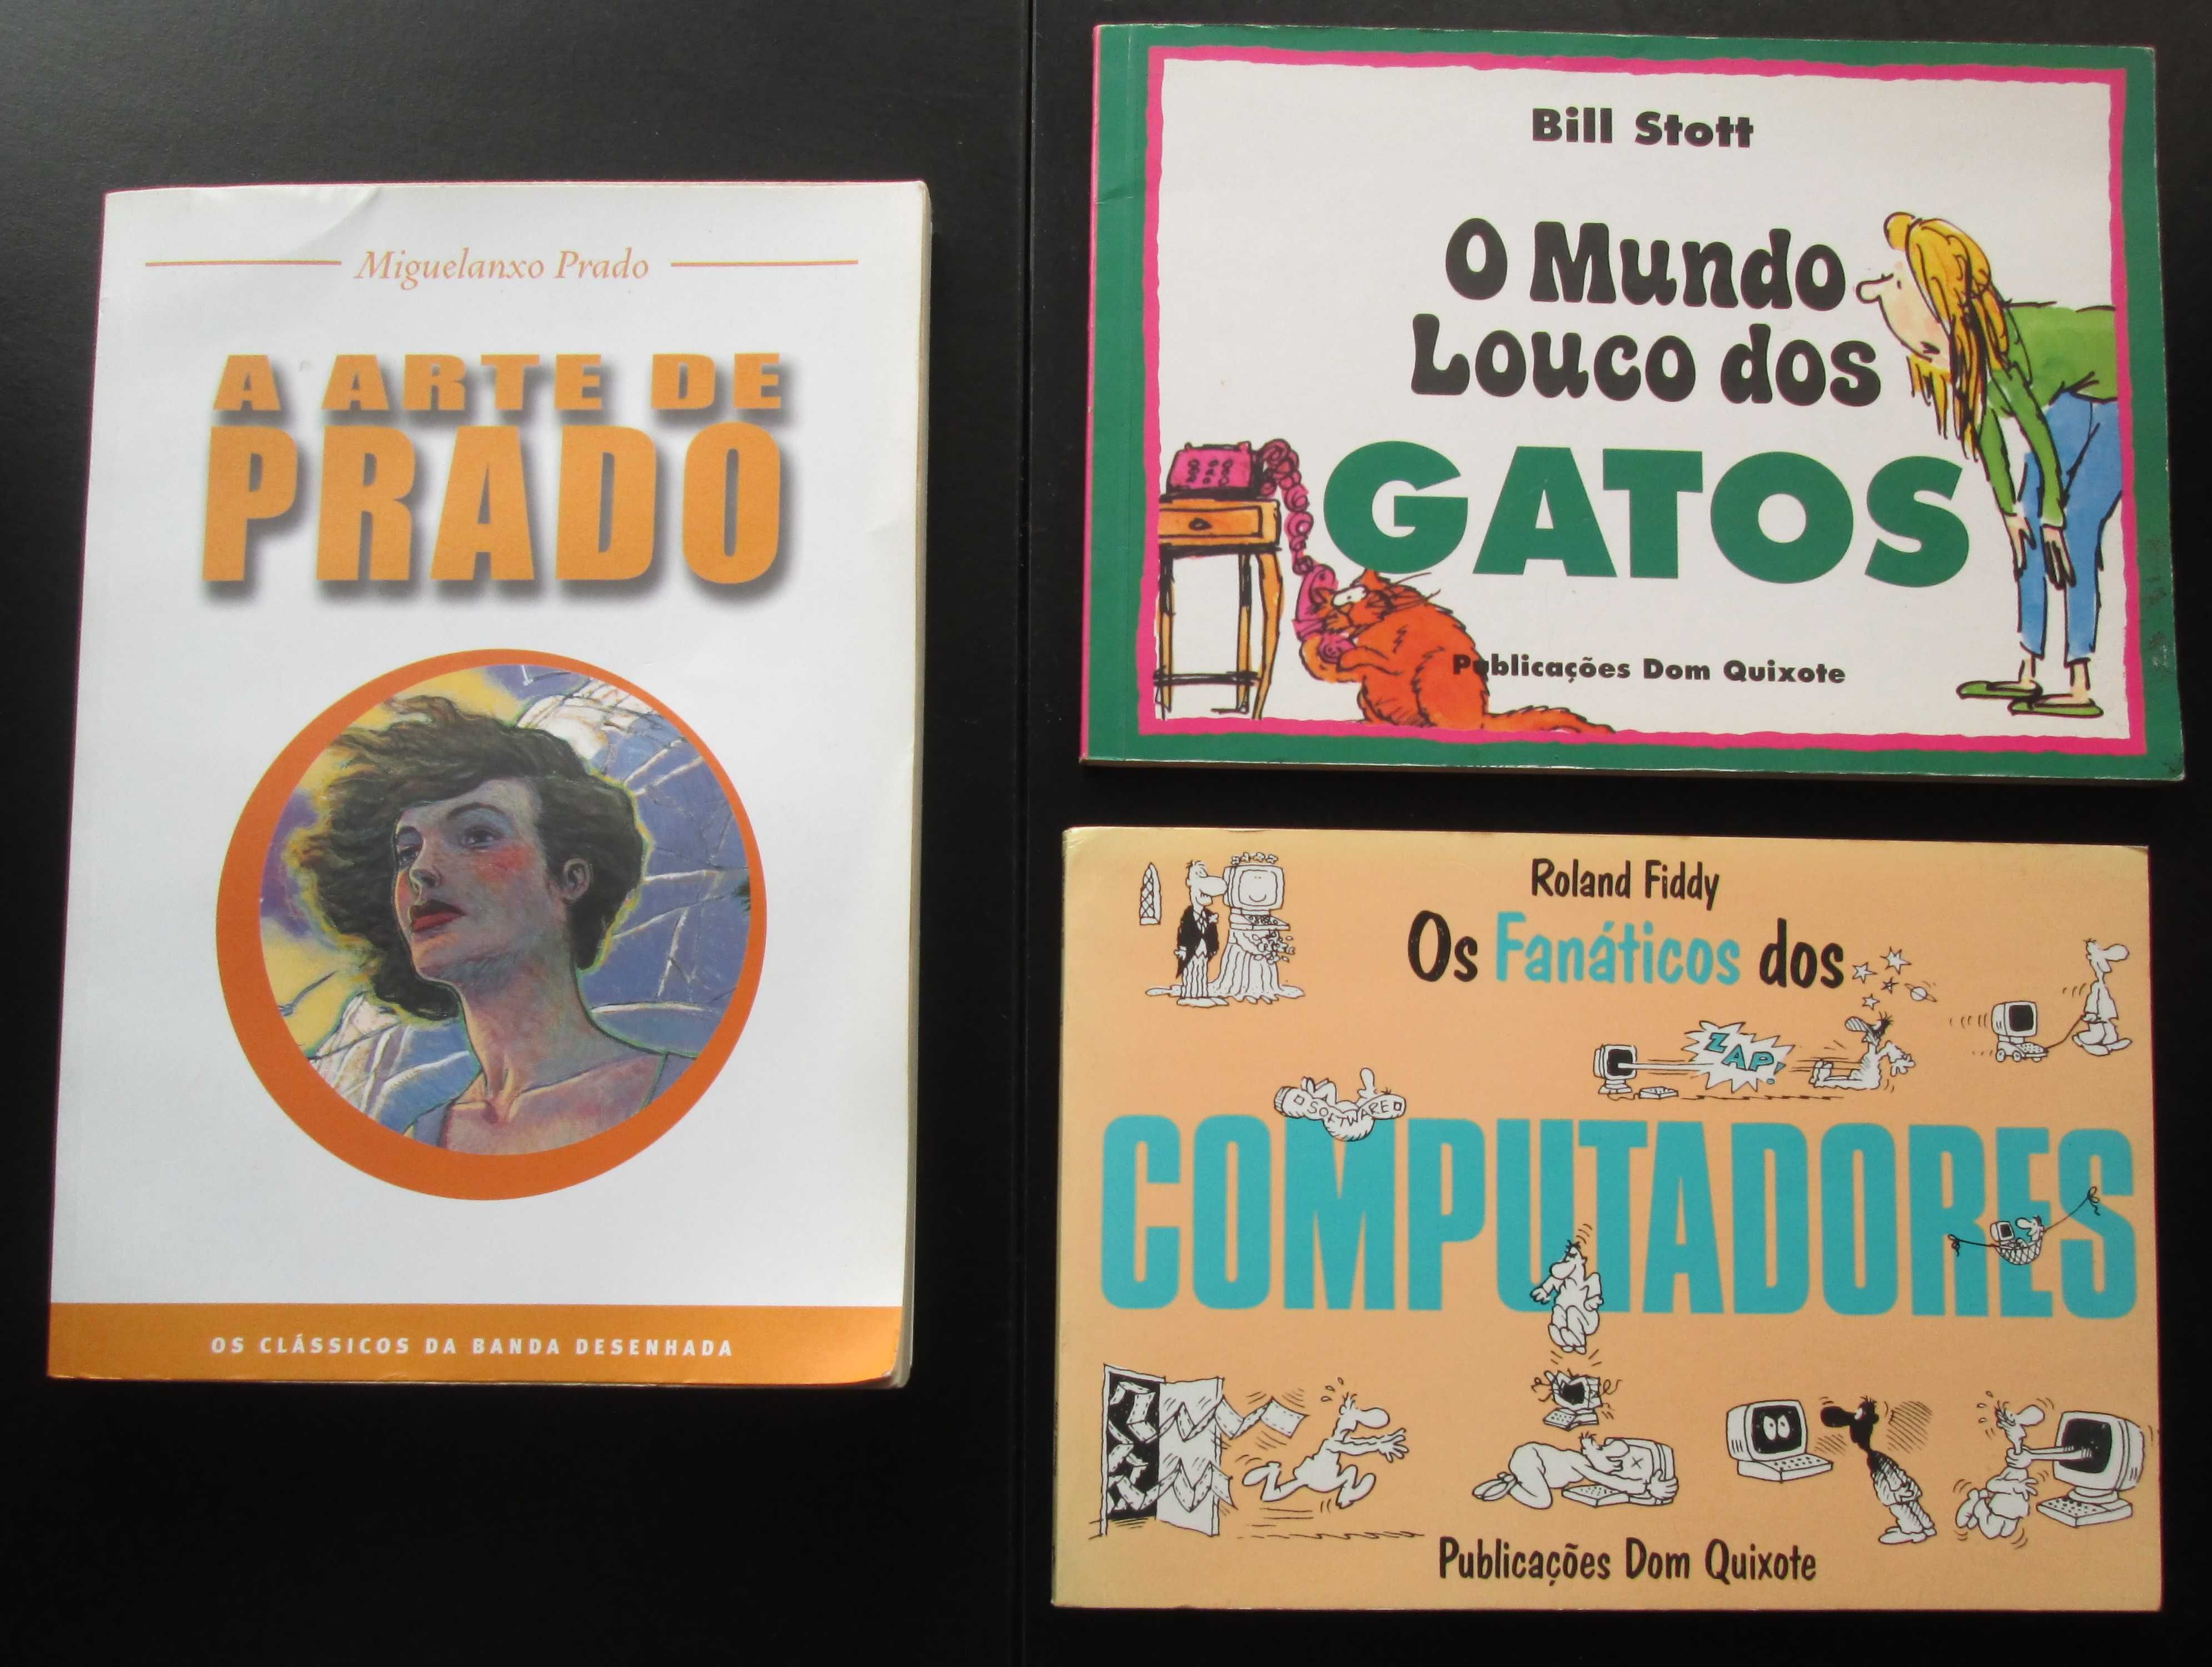 Miguelanxo Prado
A ARTE DE
PRADO
OS CLÁSSICOS DA BANDA DESENHADA
Bill Stott
O Mundo
Louco dos
GATOS
Publicações Dom Quixote
Roland Fiddy
Os Fanáticos dos
ZAP!
SOFTWARE
COMPUTADORES
Publicações Dom Quixote